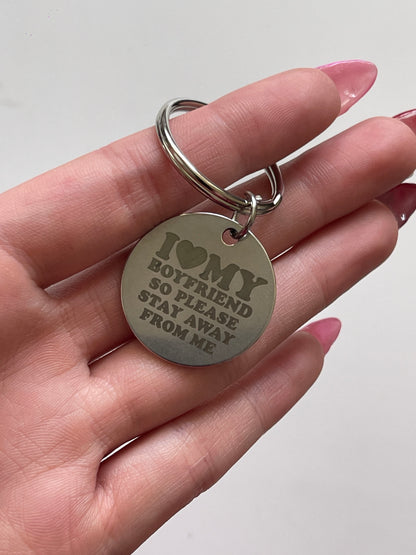 I♥MY
BOYFRIEND
SO PLEASE
STAY AWAY
FROM ME